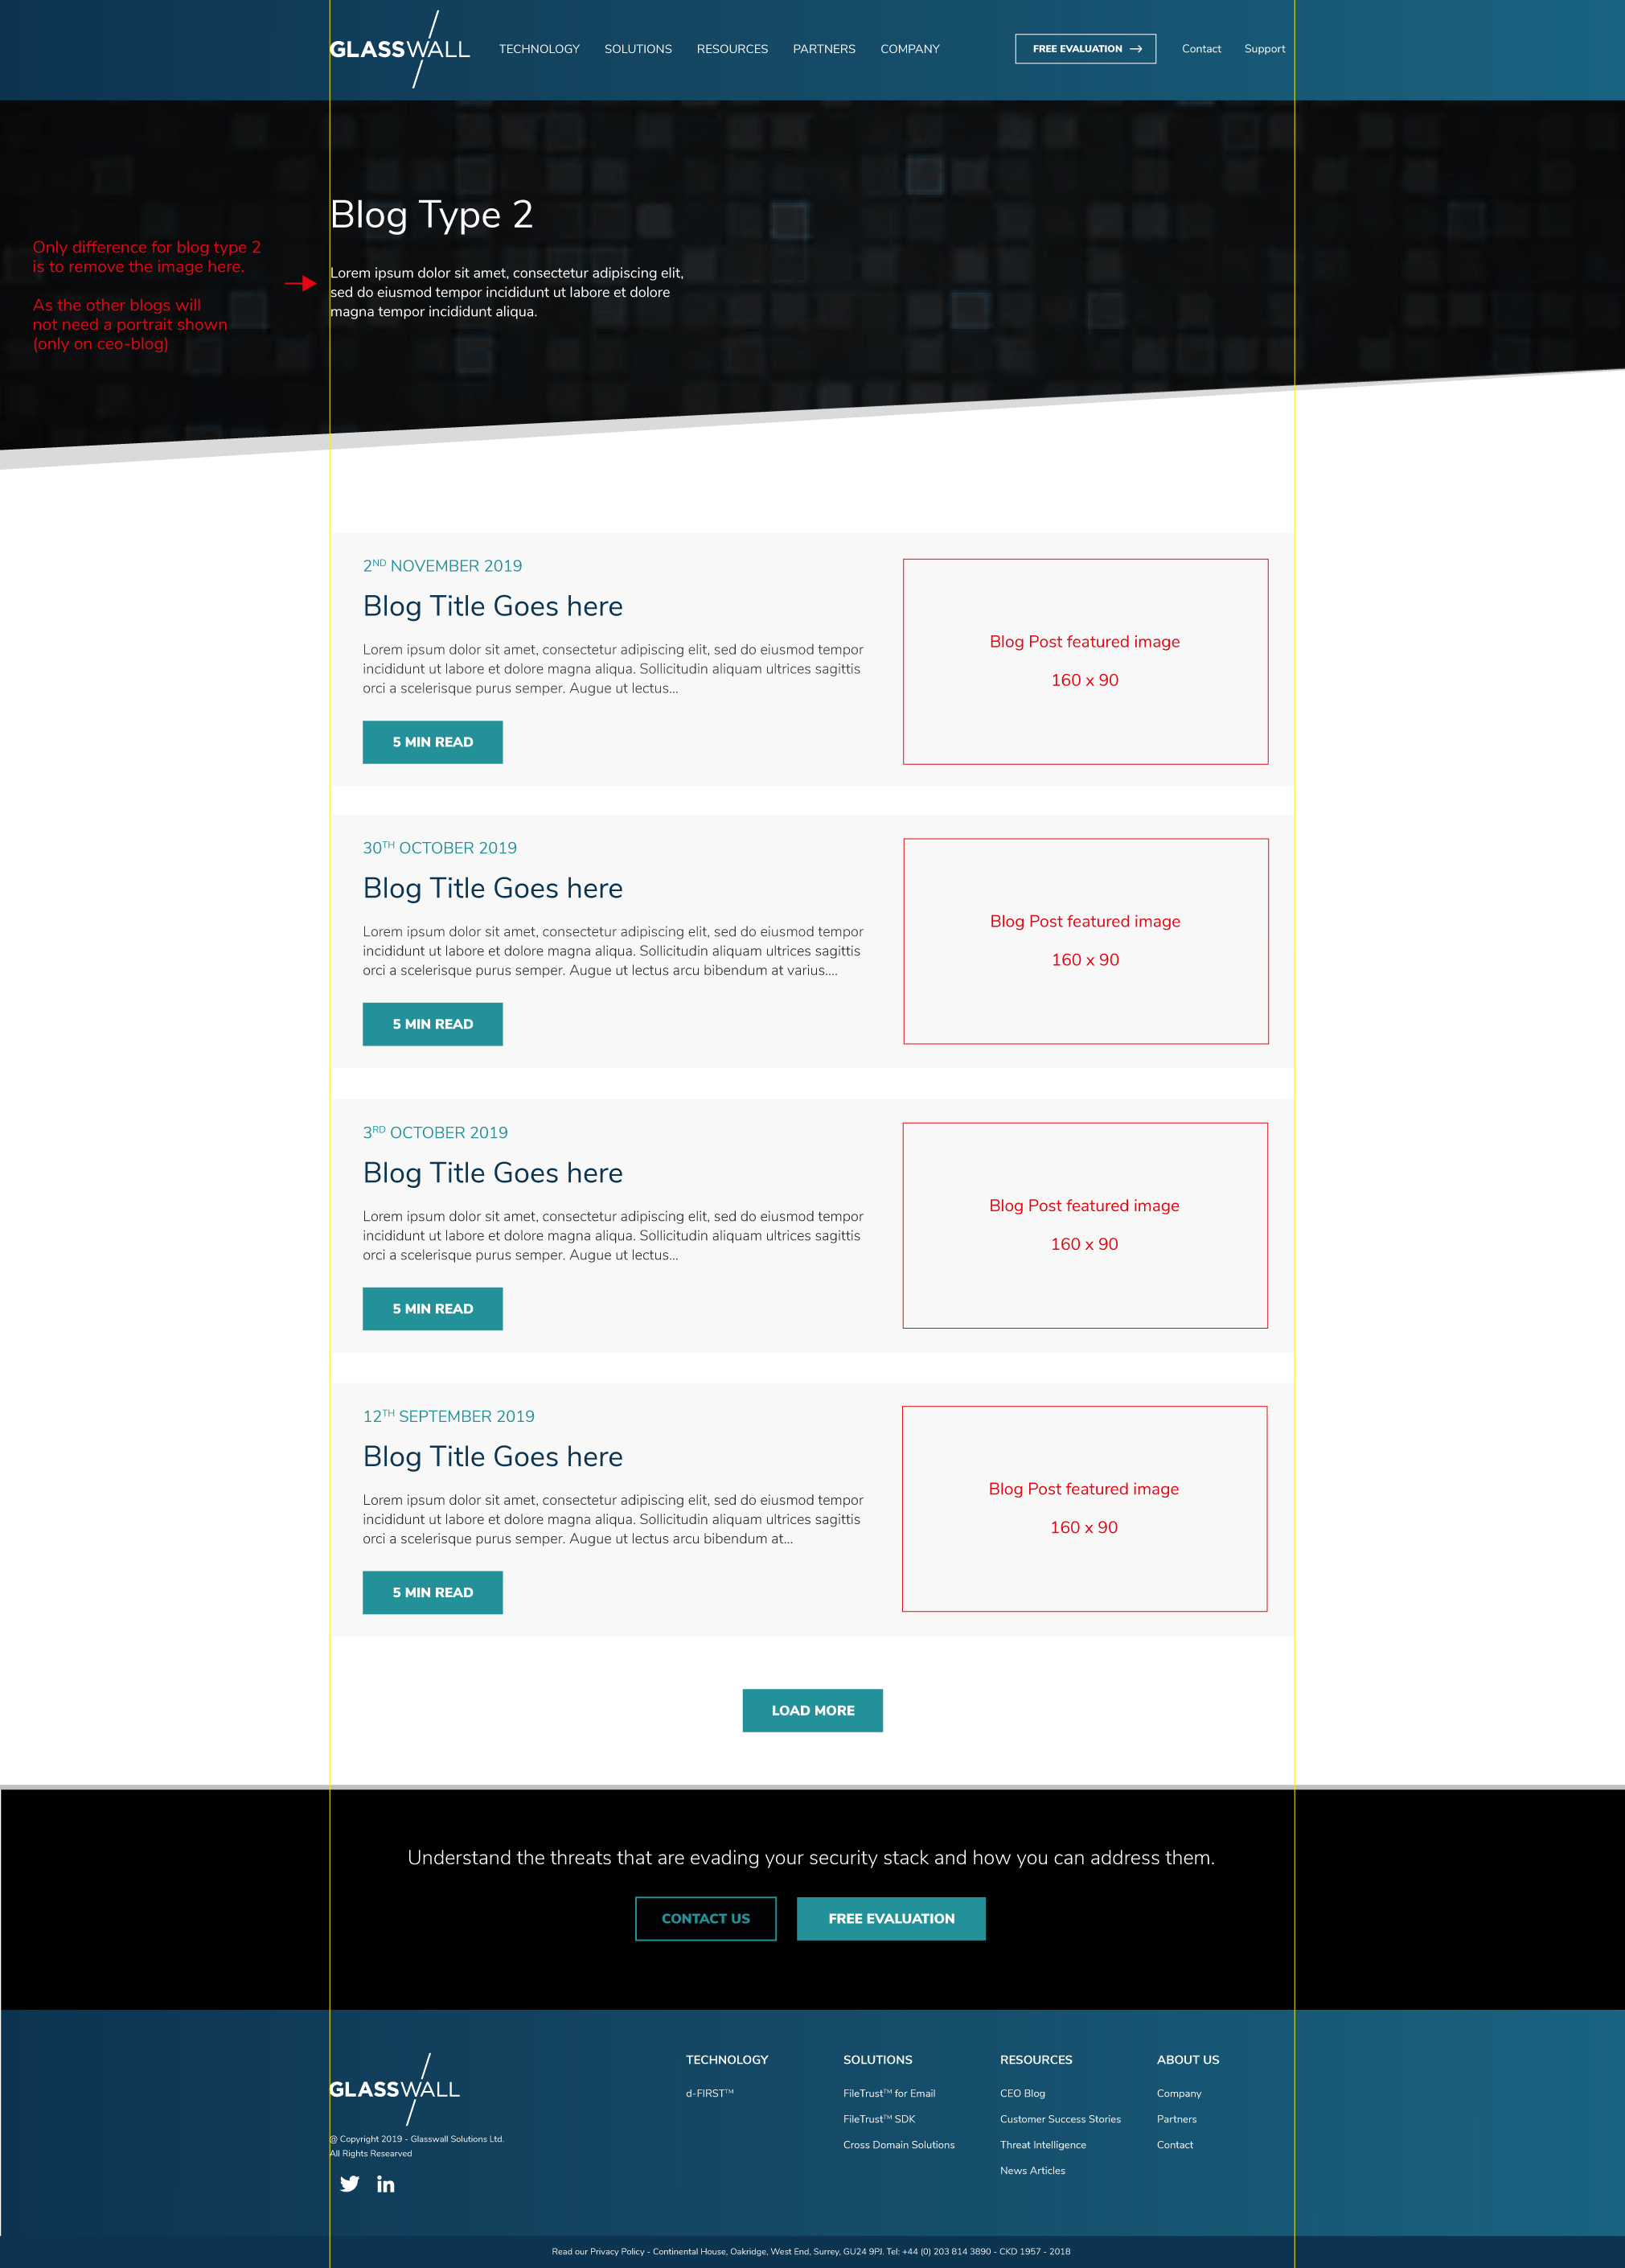 GLASSWALL
TECHNOLOGY SOLUTIONS RESOURCES PARTNERS COMPANY
FREE EVALUATION → Contact Support
Blog Type 2
Only difference for blog type 2
is to remove the image here.
As the other blogs will
not need a portrait shown
(only on ceo-blog)
Lorem ipsum dolor sit amet, consectetur adipiscing elit,
sed do eiusmod tempor incididunt ut labore et dolore
magna tempor incididunt aliqua.
2ND NOVEMBER 2019
Blog Title Goes here
Lorem ipsum dolor sit amet, consectetur adipiscing elit, sed do eiusmod tempor
incididunt ut labore et dolore magna aliqua. Sollicitudin aliquam ultrices sagittis
orci a scelerisque purus semper. Augue ut lectus...
5 MIN READ
Blog Post featured image
160 x 90
30TH OCTOBER 2019
Blog Title Goes here
Lorem ipsum dolor sit amet, consectetur adipiscing elit, sed do eiusmod tempor
incididunt ut labore et dolore magna aliqua. Sollicitudin aliquam ultrices sagittis
orci a scelerisque purus semper. Augue ut lectus arcu bibendum at varius....
5 MIN READ
Blog Post featured image
160 x 90
3RD OCTOBER 2019
Blog Title Goes here
Lorem ipsum dolor sit amet, consectetur adipiscing elit, sed do eiusmod tempor
incididunt ut labore et dolore magna aliqua. Sollicitudin aliquam ultrices sagittis
orci a scelerisque purus semper. Augue ut lectus...
5 MIN READ
Blog Post featured image
160 x 90
12TH SEPTEMBER 2019
Blog Title Goes here
Lorem ipsum dolor sit amet, consectetur adipiscing elit, sed do eiusmod tempor
incididunt ut labore et dolore magna aliqua. Sollicitudin aliquam ultrices sagittis
orci a scelerisque purus semper. Augue ut lectus arcu bibendum at...
5 MIN READ
Blog Post featured image
160 x 90
LOAD MORE
Understand the threats that are evading your security stack and how you can address them.
CONTACT US
FREE EVALUATION
GLASSWALL
@ Copyright 2019 - Glasswall Solutions Ltd.
All Rights Researved
in
TECHNOLOGY
d-FIRST™
SOLUTIONS
FileTrust™ for Email
FileTrust™ SDK
Cross Domain Solutions
RESOURCES
CEO Blog
Customer Success Stories
Threat Intelligence
News Articles
ABOUT US
Company
Partners
Contact
Read our Privacy Policy - Continental House, Oakridge, West End, Surrey, GU24 9PJ. Tel: +44 (0) 203 814 3890 - CKD 1957 - 2018